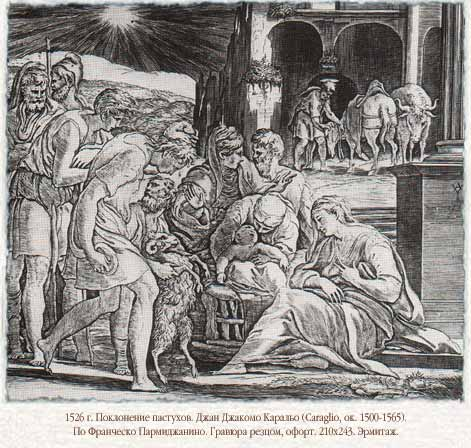 1526 г. Поклонение пастухов. Джан Джакомо Каральо (Caraglio, ок. 1500-1565).
По Франческо Пармиджанино. Гравюра резцом, офорт. 210x243. Эрмитаж.